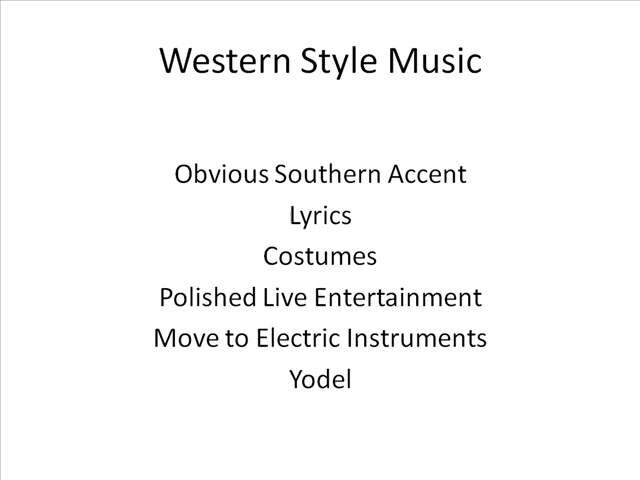 Western Style Music
Obvious Southern Accent
Lyrics
Costumes
Polished Live Entertainment
Move to Electric Instruments
Yodel